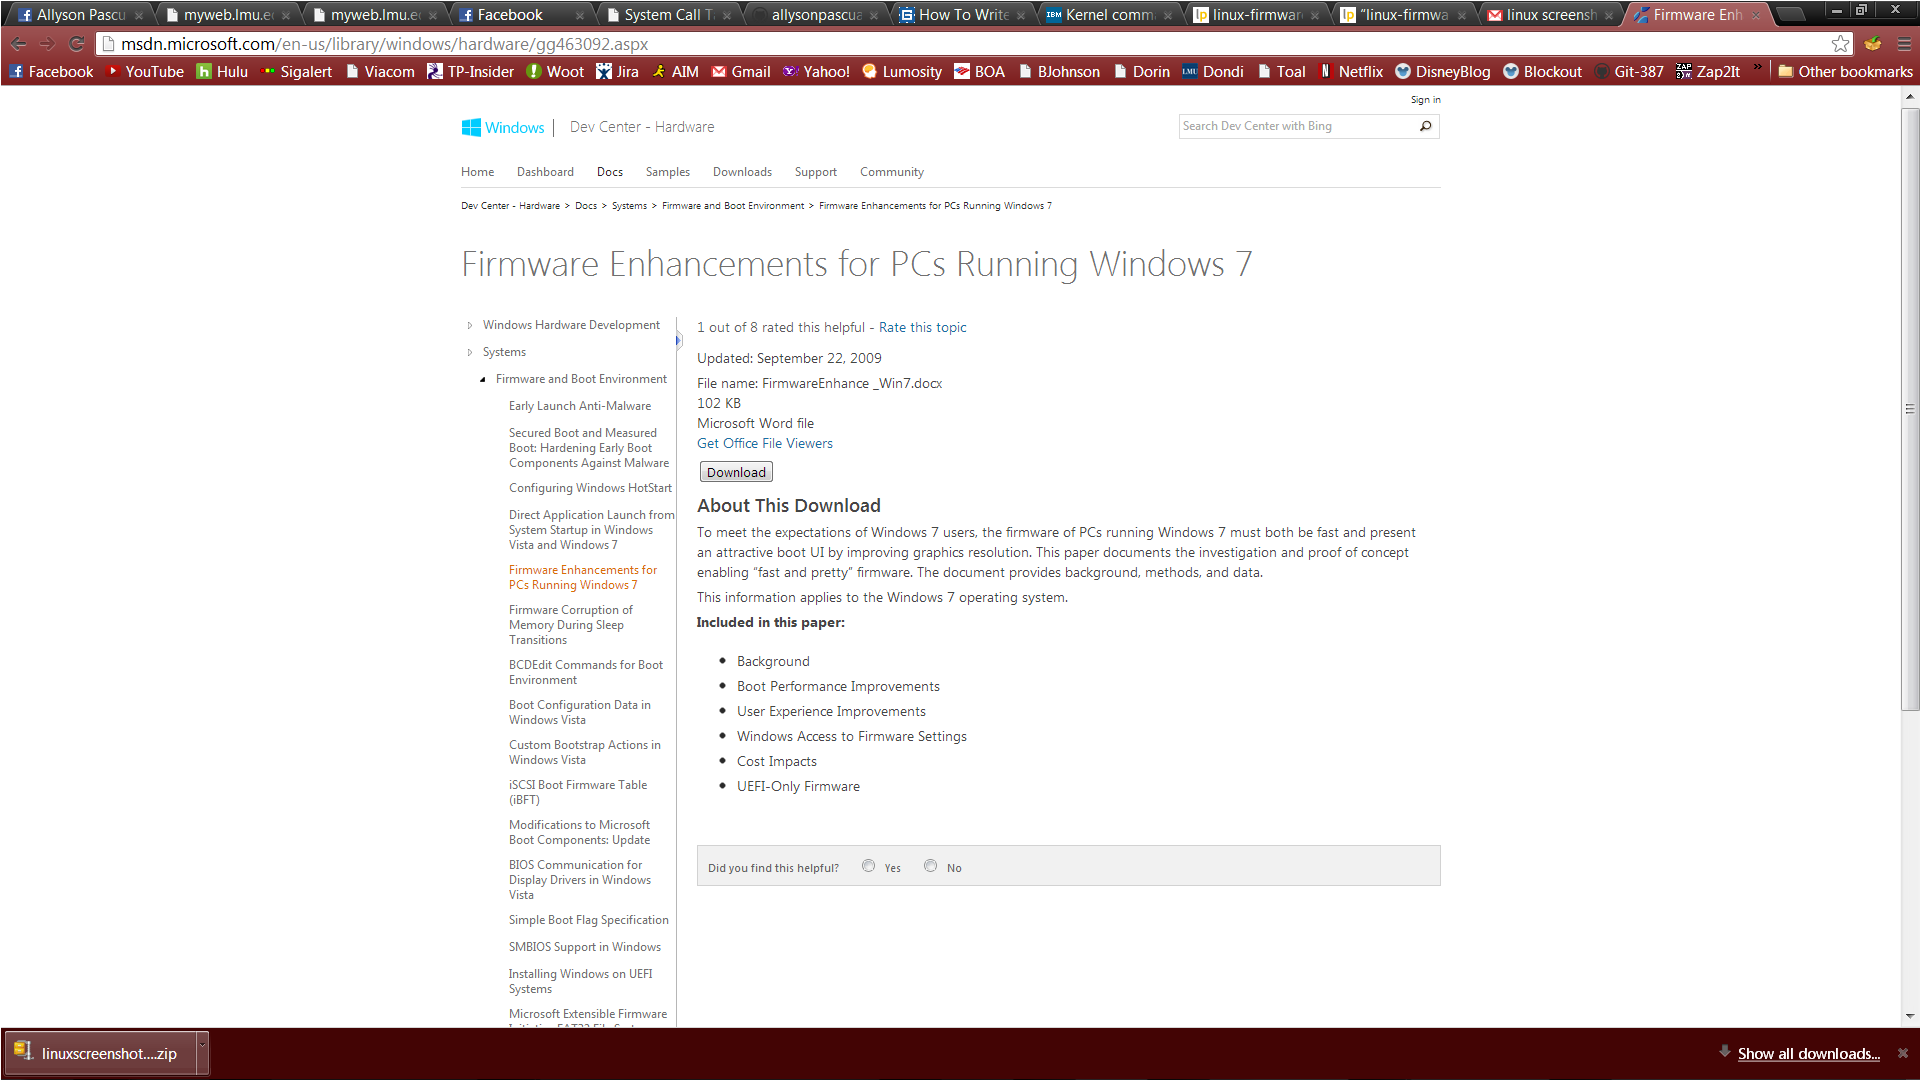 Allyson Pascu
myweb.lmu.e
myweb.lmu.e
Facebook
System Call T
allysonpascua
How To Write
Kernel comm
linux-firmwar
"linux-firmwa
linux screensh
Firmware Enh
msdn.microsoft.com/en-us/library/windows/hardware/gg463092.aspx
Facebook YouTube Hulu Sigalert Viacom TP-Insider Woot Jira AIM Gmail Yahoo! Lumosity BOA BJohnson Dorin Dondi Toal Netflix DisneyBlog Blockout Git-387 Zap2It » Other bookmarks
Sign in
Windows | Dev Center - Hardware
Search Dev Center with Bing
Home Dashboard Docs Samples Downloads Support Community
Dev Center - Hardware > Docs > Systems > Firmware and Boot Environment > Firmware Enhancements for PCs Running Windows 7
Firmware Enhancements for PCs Running Windows 7
Windows Hardware Development
Systems
Firmware and Boot Environment
Early Launch Anti-Malware
Secured Boot and Measured
Boot: Hardening Early Boot
Components Against Malware
Configuring Windows HotStart
Direct Application Launch from
System Startup in Windows
Vista and Windows 7
Firmware Enhancements for
PCs Running Windows 7
Firmware Corruption of
Memory During Sleep
Transitions
BCDEdit Commands for Boot
Environment
Boot Configuration Data in
Windows Vista
Custom Bootstrap Actions in
Windows Vista
iSCSI Boot Firmware Table
(iBFT)
Modifications to Microsoft
Boot Components: Update
BIOS Communication for
Display Drivers in Windows
Vista
Simple Boot Flag Specification
SMBIOS Support in Windows
Installing Windows on UEFI
Systems
Microsoft Extensible Firmware
1 out of 8 rated this helpful - Rate this topic
Updated: September 22, 2009
File name: FirmwareEnhance _Win7.docx
102 KB
Microsoft Word file
Get Office File Viewers
Download
About This Download
To meet the expectations of Windows 7 users, the firmware of PCs running Windows 7 must both be fast and present
an attractive boot UI by improving graphics resolution. This paper documents the investigation and proof of concept
enabling “fast and pretty” firmware. The document provides background, methods, and data.
This information applies to the Windows 7 operating system.
Included in this paper:
Background
Boot Performance Improvements
User Experience Improvements
Windows Access to Firmware Settings
Cost Impacts
UEFI-Only Firmware
Did you find this helpful? Yes No
linuxscreenshot....zip
Show all downloads...